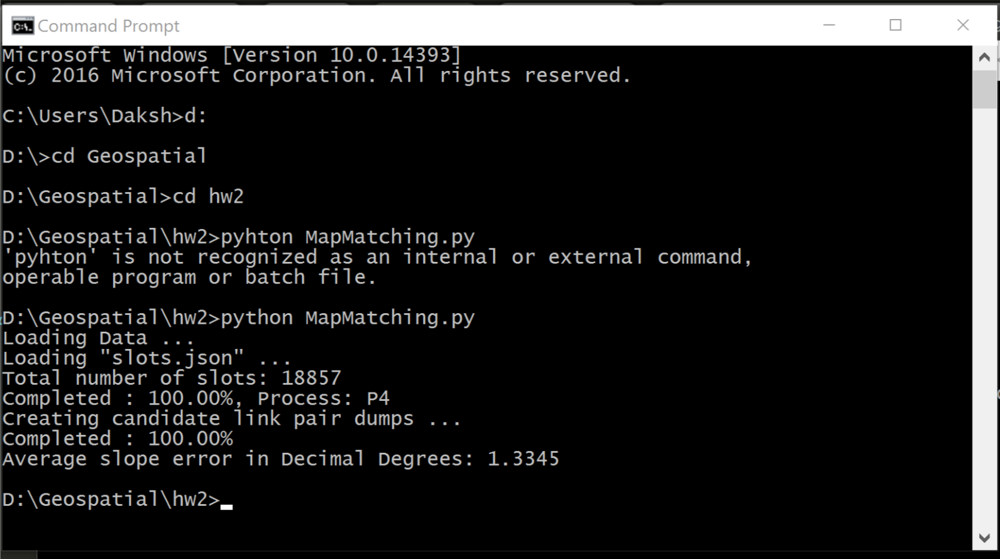 Command Prompt
Microsoft Windows [Version 10.0.14393]
(c) 2016 Microsoft Corporation. All rights reserved.
C:\Users\Daksh>d:
D:\>cd Geospatial
D:\Geospatial>cd hw2
D:\Geospatial\hw2>pyhton MapMatching.py
'pyhton' is not recognized as an internal or external command,
operable program or batch file.
D:\Geospatial\hw2>python MapMatching.py
Loading Data ...
Loading "slots.json" ...
Total number of slots: 18857
Completed : 100.00%, Process: P4
Creating candidate link pair dumps ...
Completed : 100.00%
Average slope error in Decimal Degrees: 1.3345
D:\Geospatial\hw2>